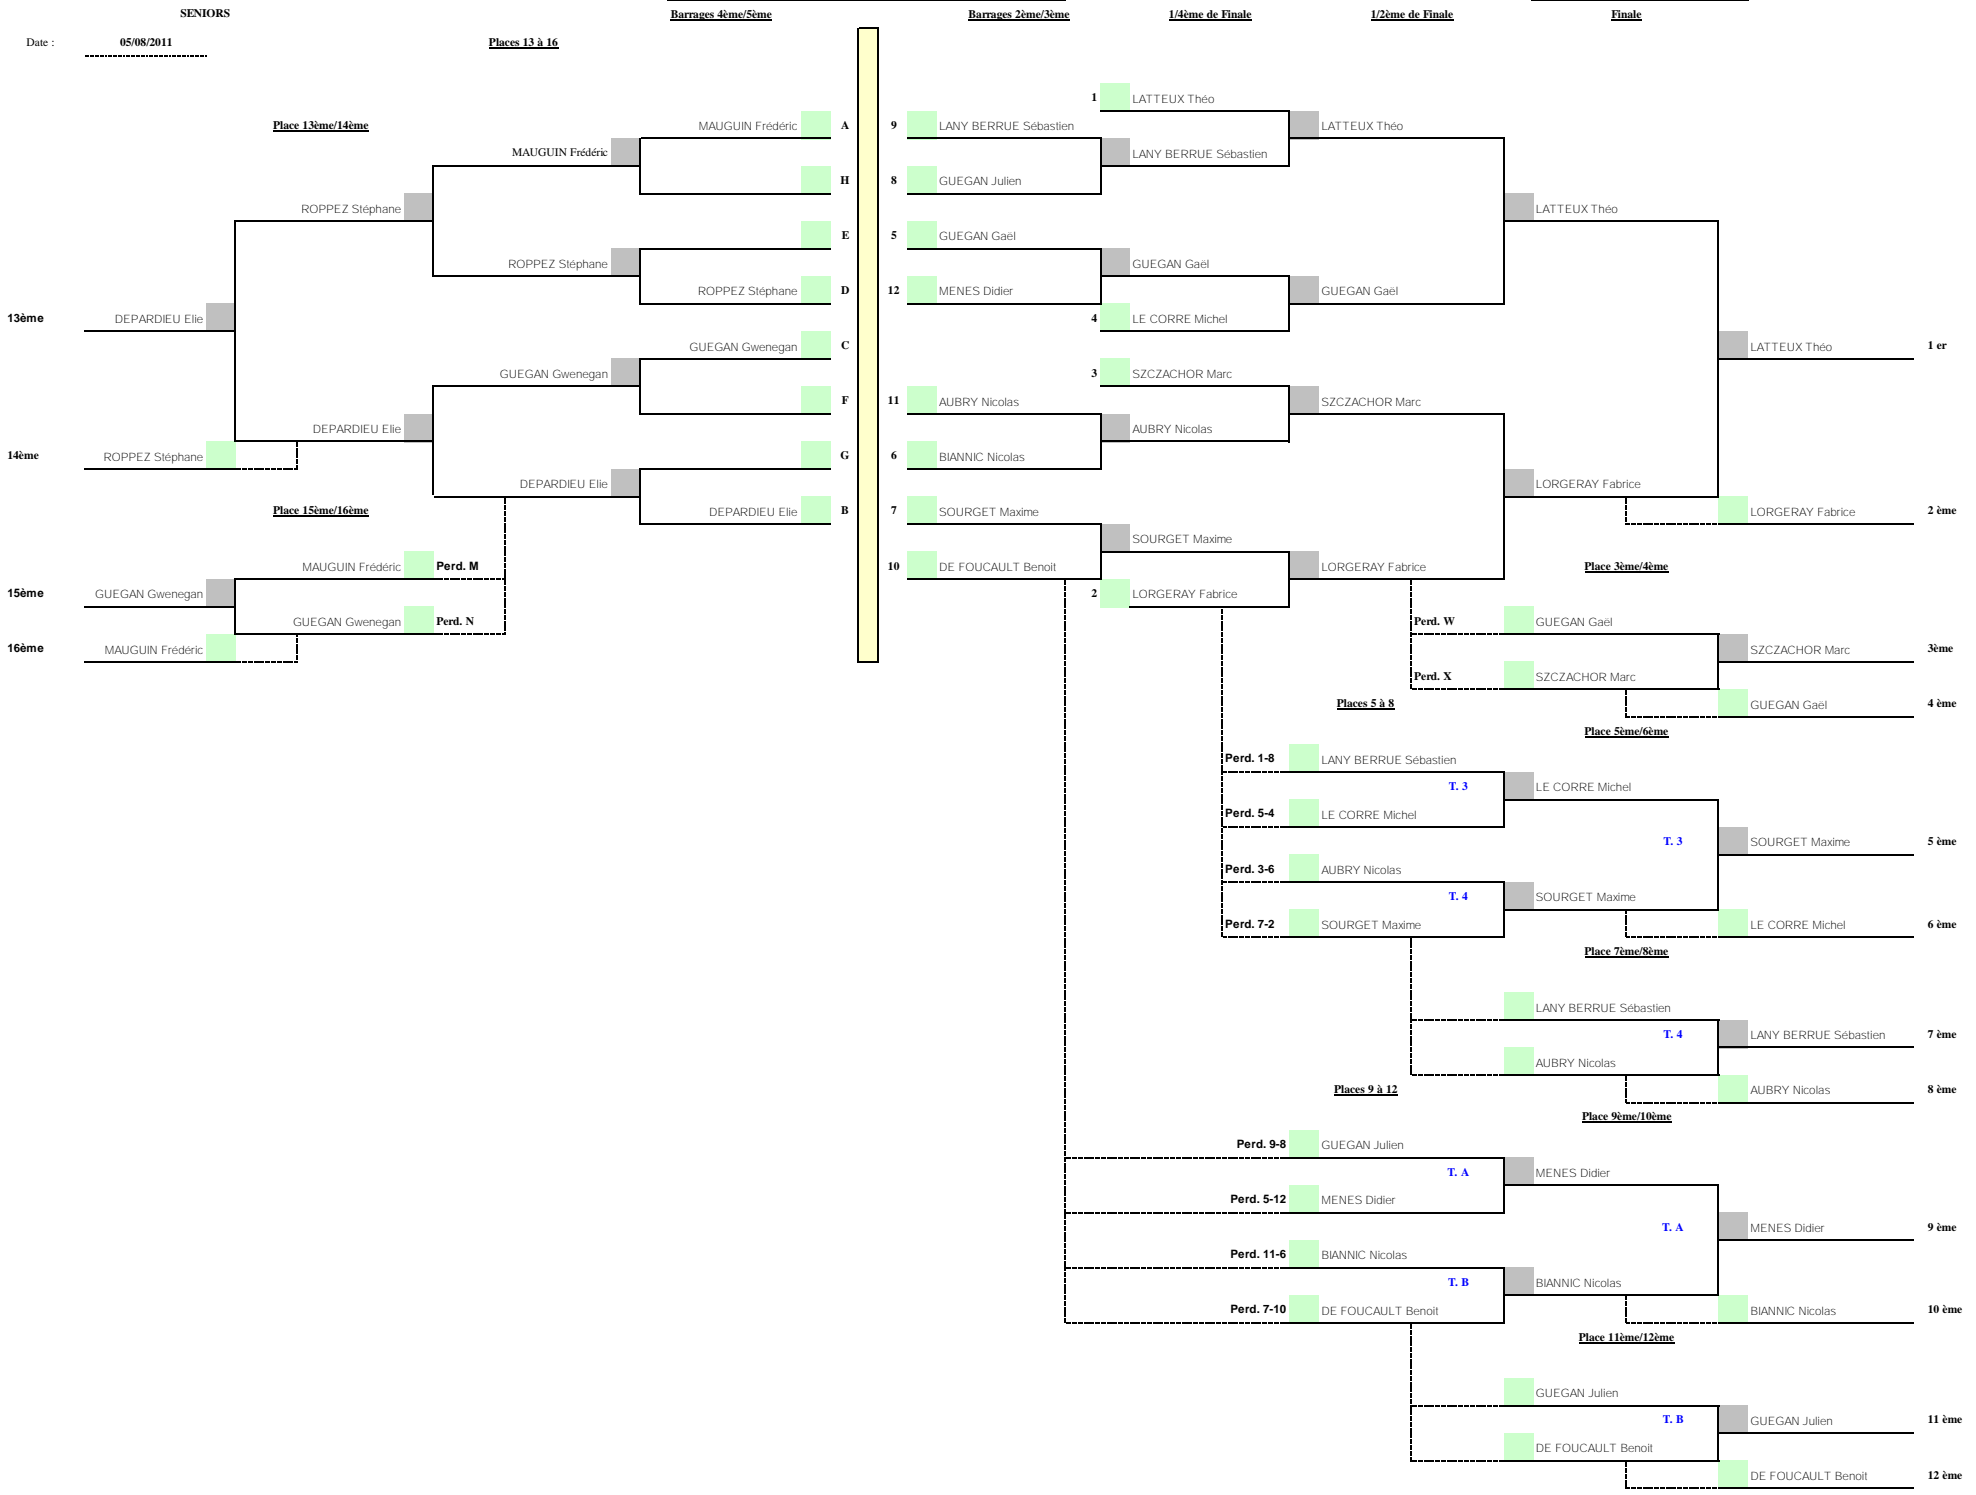 SENIORS
Barrages 4ème/5ème
Barrages 2ème/3ème
1/4ème de Finale
1/2ème de Finale
Finale
Date :
05/08/2011
Places 13 à 16
1 LATTEUX Théo
Place 13ème/14ème
MAUGUIN Frédéric A
9 LANY BERRUE Sébastien
LATTEUX Théo
MAUGUIN Frédéric
LANY BERRUE Sébastien
H
8 GUEGAN Julien
ROPPEZ Stéphane
LATTEUX Théo
E
5 GUEGAN Gaël
ROPPEZ Stéphane
GUEGAN Gaël
ROPPEZ Stéphane D
12 MENES Didier
GUEGAN Gaël
13ème DEPARDIEU Elie
4 LE CORRE Michel
GUEGAN Gwenegan C
LATTEUX Théo 1 er
GUEGAN Gwenegan
3 SZCZACHOR Marc
F
11 AUBRY Nicolas
SZCZACHOR Marc
DEPARDIEU Elie
AUBRY Nicolas
14ème ROPPEZ Stéphane
G
6 BIANNIC Nicolas
DEPARDIEU Elie
LORGERAY Fabrice
Place 15ème/16ème
DEPARDIEU Elie B
7 SOURGET Maxime
LORGERAY Fabrice 2 ème
SOURGET Maxime
MAUGUIN Frédéric Perd. M
10 DE FOUCAULT Benoit
LORGERAY Fabrice
Place 3ème/4ème
15ème GUEGAN Gwenegan
2 LORGERAY Fabrice
GUEGAN Gwenegan Perd. N
Perd. W GUEGAN Gaël
16ème MAUGUIN Frédéric
SZCZACHOR Marc 3ème
Perd. X SZCZACHOR Marc
Places 5 à 8
GUEGAN Gaël 4 ème
Place 5ème/6ème
Perd. 1-8 LANY BERRUE Sébastien
T. 3
LE CORRE Michel
Perd. 5-4 LE CORRE Michel
T. 3
SOURGET Maxime 5 ème
Perd. 3-6 AUBRY Nicolas
T. 4
SOURGET Maxime
Perd. 7-2 SOURGET Maxime
LE CORRE Michel 6 ème
Place 7ème/8ème
LANY BERRUE Sébastien
T. 4
LANY BERRUE Sébastien 7 ème
AUBRY Nicolas
Places 9 à 12
AUBRY Nicolas 8 ème
Place 9ème/10ème
Perd. 9-8 GUEGAN Julien
T. A
MENES Didier
Perd. 5-12 MENES Didier
T. A
MENES Didier 9 ème
Perd. 11-6 BIANNIC Nicolas
T. B
BIANNIC Nicolas
Perd. 7-10 DE FOUCAULT Benoit
BIANNIC Nicolas 10 ème
Place 11ème/12ème
GUEGAN Julien
T. B
GUEGAN Julien 11 ème
DE FOUCAULT Benoit
DE FOUCAULT Benoit 12 ème